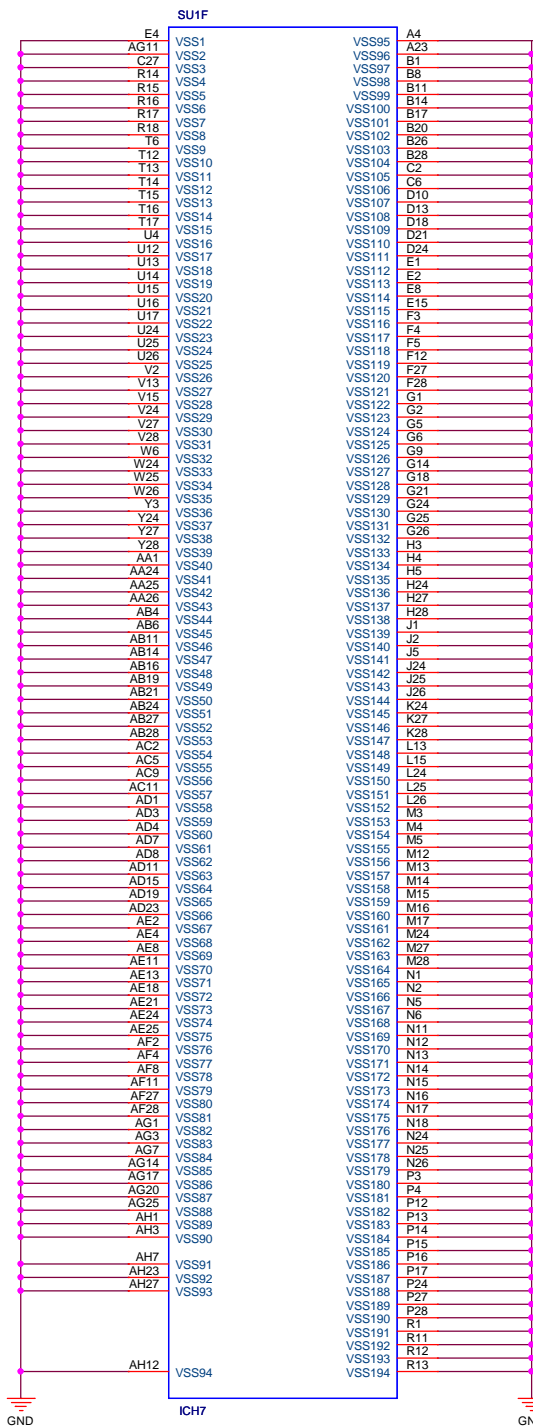 SU1F
E4 VSS1 VSS95 A4
AG11 VSS2 VSS96 A23
C27 VSS3 VSS97 B1
R14 VSS4 VSS98 B8
R15 VSS5 VSS99 B11
R16 VSS6 VSS100 B14
R17 VSS7 VSS101 B17
R18 VSS8 VSS102 B20
T6 VSS9 VSS103 B26
T12 VSS10 VSS104 B28
T13 VSS11 VSS105 C2
T14 VSS12 VSS106 C6
T15 VSS13 VSS107 D10
T16 VSS14 VSS108 D13
T17 VSS15 VSS109 D18
U4 VSS16 VSS110 D21
U12 VSS17 VSS111 D24
U13 VSS18 VSS112 E1
U14 VSS19 VSS113 E2
U15 VSS20 VSS114 E8
U16 VSS21 VSS115 E15
U17 VSS22 VSS116 F3
U24 VSS23 VSS117 F4
U25 VSS24 VSS118 F5
U26 VSS25 VSS119 F12
V2 VSS26 VSS120 F27
V13 VSS27 VSS121 F28
V15 VSS28 VSS122 G1
V24 VSS29 VSS123 G2
V27 VSS30 VSS124 G5
V28 VSS31 VSS125 G6
W6 VSS32 VSS126 G9
W24 VSS33 VSS127 G14
W25 VSS34 VSS128 G18
W26 VSS35 VSS129 G21
Y3 VSS36 VSS130 G24
Y24 VSS37 VSS131 G25
Y27 VSS38 VSS132 G26
Y28 VSS39 VSS133 H3
AA1 VSS40 VSS134 H4
AA24 VSS41 VSS135 H5
AA25 VSS42 VSS136 H24
AA26 VSS43 VSS137 H27
AB4 VSS44 VSS138 H28
AB6 VSS45 VSS139 J1
AB11 VSS46 VSS140 J2
AB14 VSS47 VSS141 J5
AB16 VSS48 VSS142 J24
AB19 VSS49 VSS143 J25
AB21 VSS50 VSS144 J26
AB24 VSS51 VSS145 K24
AB27 VSS52 VSS146 K27
AB28 VSS53 VSS147 K28
AC2 VSS54 VSS148 L13
AC5 VSS55 VSS149 L15
AC9 VSS56 VSS150 L24
AC11 VSS57 VSS151 L25
AD1 VSS58 VSS152 L26
AD3 VSS59 VSS153 M3
AD4 VSS60 VSS154 M4
AD7 VSS61 VSS155 M5
AD8 VSS62 VSS156 M12
AD11 VSS63 VSS157 M13
AD15 VSS64 VSS158 M14
AD19 VSS65 VSS159 M15
AD23 VSS66 VSS160 M16
AE2 VSS67 VSS161 M17
AE4 VSS68 VSS162 M24
AE8 VSS69 VSS163 M27
AE11 VSS70 VSS164 M28
AE13 VSS71 VSS165 N1
AE18 VSS72 VSS166 N2
AE21 VSS73 VSS167 N5
AE24 VSS74 VSS168 N6
AE25 VSS75 VSS169 N11
AF2 VSS76 VSS170 N12
AF4 VSS77 VSS171 N13
AF8 VSS78 VSS172 N14
AF11 VSS79 VSS173 N15
AF27 VSS80 VSS174 N16
AF28 VSS81 VSS175 N17
AG1 VSS82 VSS176 N18
AG3 VSS83 VSS177 N24
AG7 VSS84 VSS178 N25
AG14 VSS85 VSS179 N26
AG17 VSS86 VSS180 P3
AG20 VSS87 VSS181 P4
AG25 VSS88 VSS182 P12
AH1 VSS89 VSS183 P13
AH3 VSS90 VSS184 P14
VSS185 P15
AH7 VSS91 VSS186 P16
AH23 VSS92 VSS187 P17
AH27 VSS93 VSS188 P24
VSS189 P27
VSS190 P28
VSS191 R1
VSS192 R11
VSS193 R12
AH12 VSS94 VSS194 R13
ICH7
GND
GN